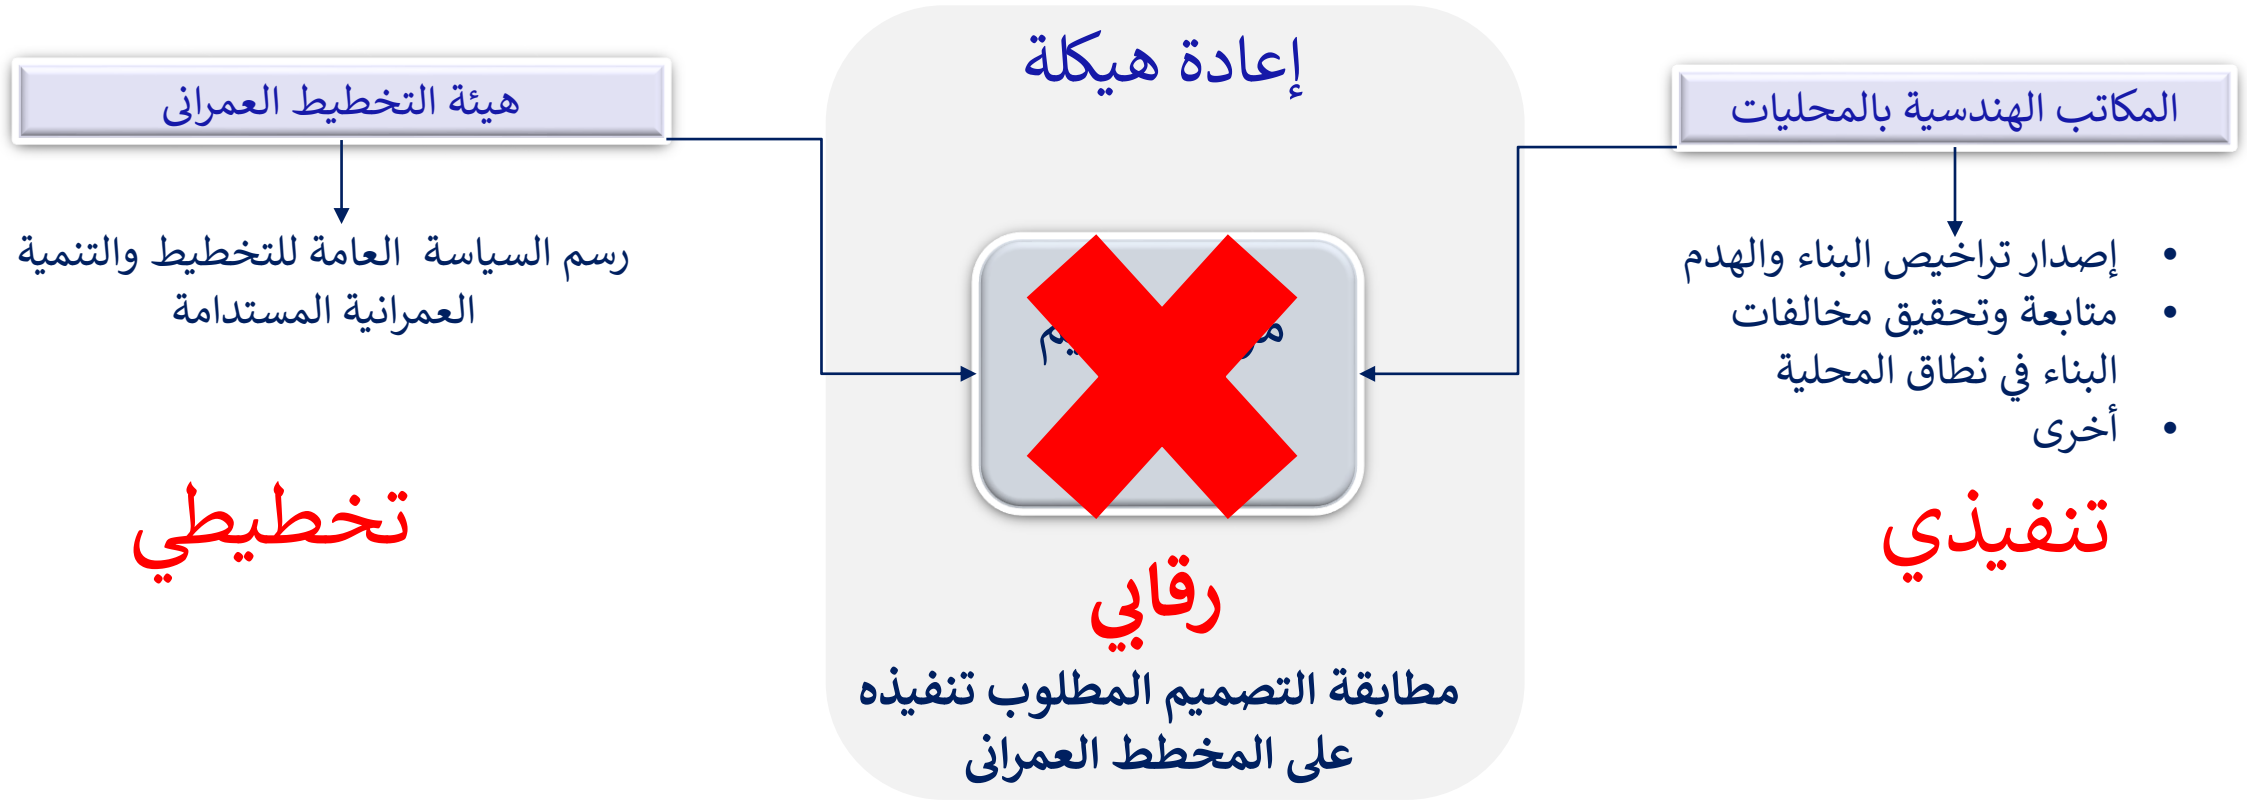 إعادة هيكلة
المكاتب الهندسية بالمحليات
• إصدار تراخيص البناء والهدم
• متابعة وتحقيق مخالفات
البناء في نطاق المحلية
• أخرى
تنفيذي
هيئة التخطيط العمرانى
رسم السياسة العامة للتخطيط والتنمية
العمرانية المستدامة
تخطيطي
رقابي
مطابقة التصميم المطلوب تنفيذه
على المخطط العمرانى